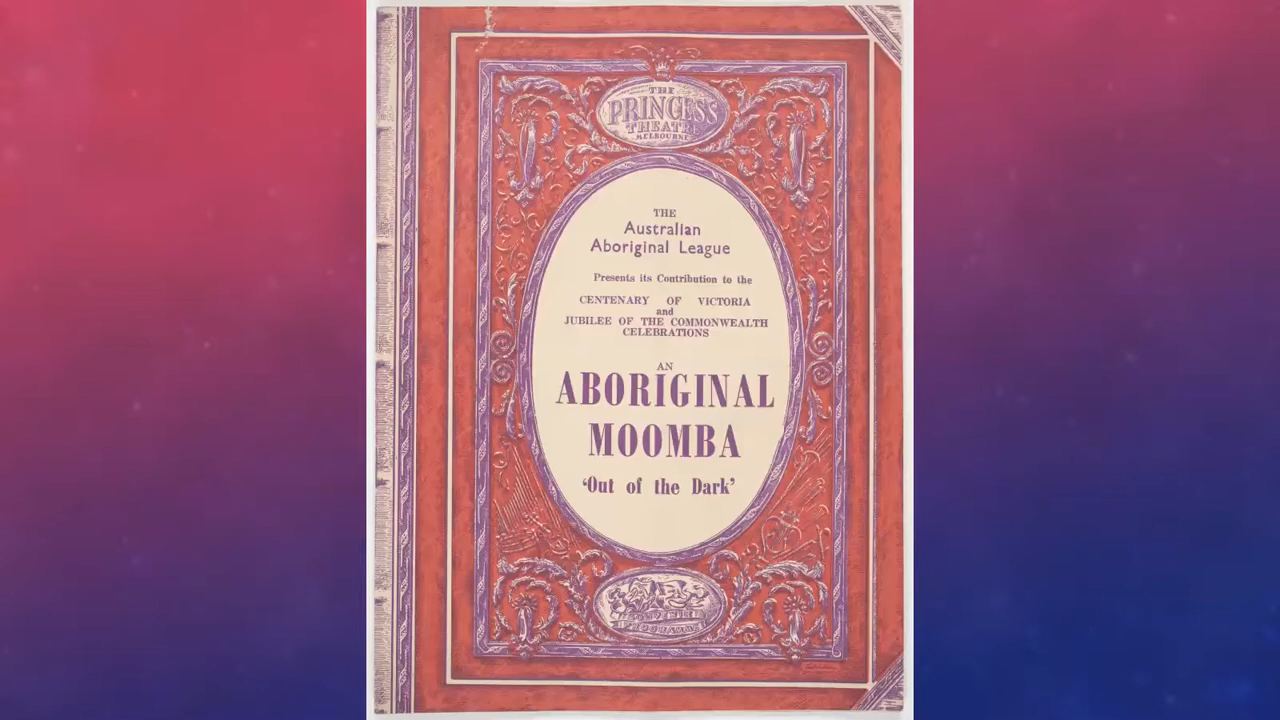 THE
PRINCESS
THEATRE
MELBOURNE
THE
Australian
Aboriginal League
Presents its Contribution to the
CENTENARY OF VICTORIA
and
JUBILEE OF THE COMMONWEALTH
CELEBRATIONS
AN
ABORIGINAL
MOOMBA
‘Out of the Dark’
PROGRAMME